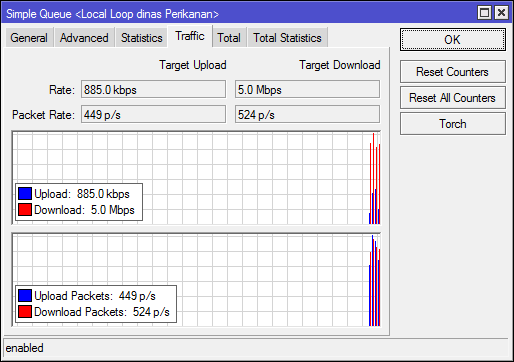 Simple Queue <Local Loop dinas Perikanan>
General Advanced Statistics Traffic Total Total Statistics
Target Upload Target Download
Rate: 885.0 kbps 5.0 Mbps
Packet Rate: 449 p/s 524 p/s
Upload: 885.0 kbps
Download: 5.0 Mbps
Upload Packets: 449 p/s
Download Packets: 524 p/s
OK
Reset Counters
Reset All Counters
Torch
enabled